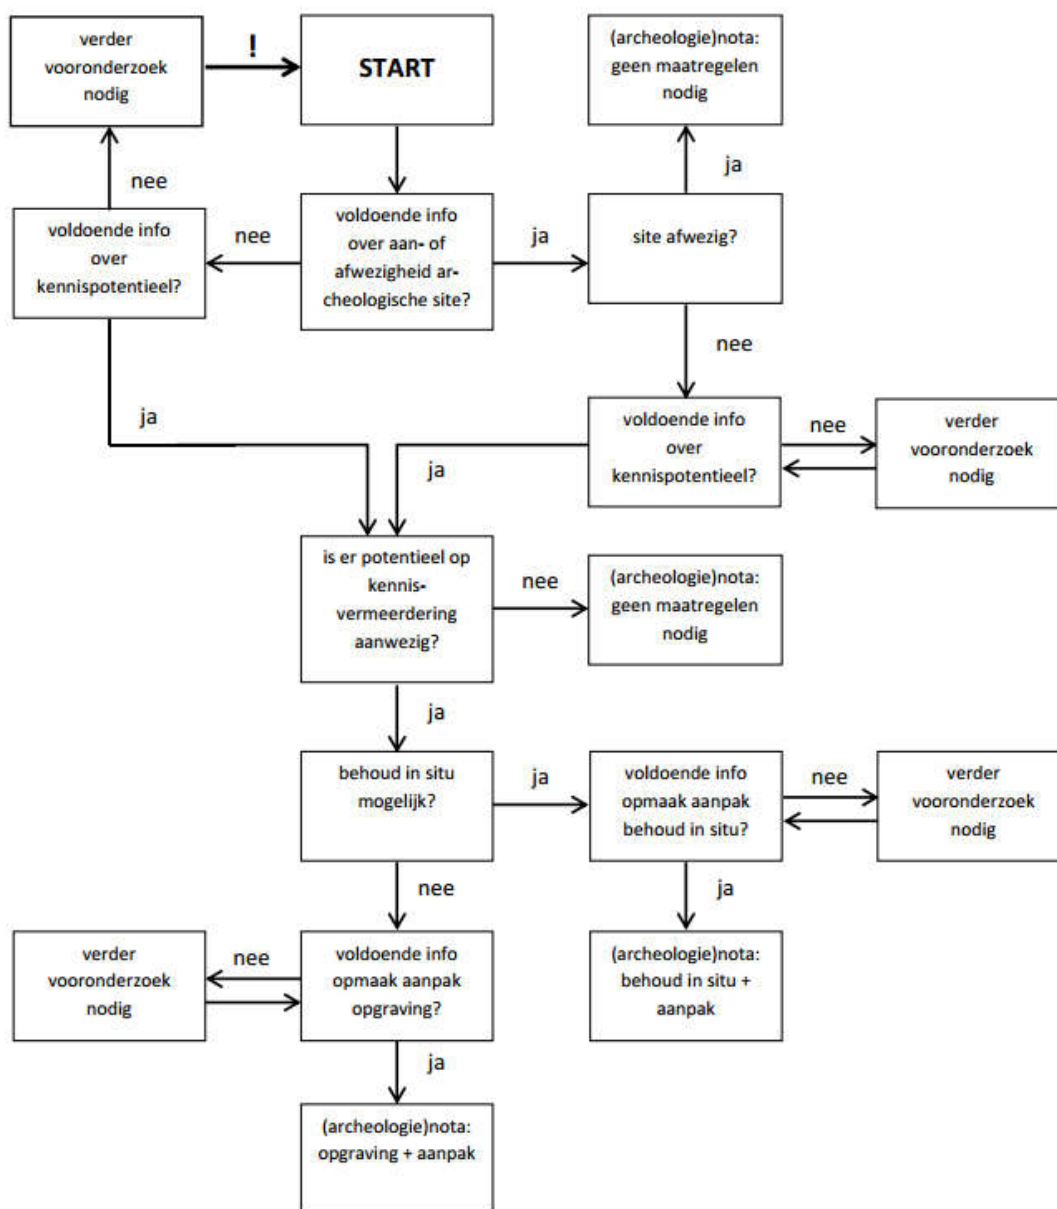 verder
vooronderzoek
nodig
!
START
(archeologie)nota:
geen maatregelen
nodig
nee
ja
voldoende info
over
kennispotentieel?
nee
voldoende info
over aan- of
afwezigheid ar-
cheologische site?
ja
site afwezig?
nee
ja
voldoende info
over
kennispotentieel?
nee
verder
vooronderzoek
nodig
ja
is er potentieel op
kennis-
vermeerdering
aanwezig?
nee
(archeologie)nota:
geen maatregelen
nodig
ja
behoud in situ
mogelijk?
ja
voldoende info
opmaak aanpak
behoud in situ?
nee
verder
vooronderzoek
nodig
nee
ja
verder
vooronderzoek
nodig
nee
voldoende info
opmaak aanpak
opgraving?
(archeologie)nota:
behoud in situ +
aanpak
ja
(archeologie)nota:
opgraving + aanpak